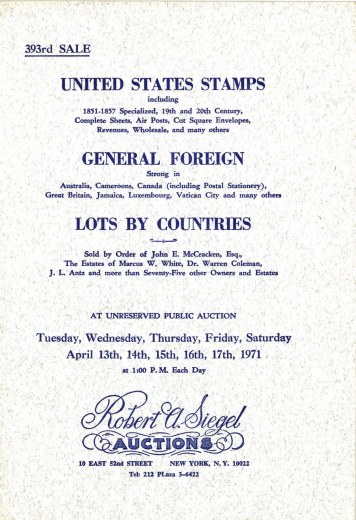 393rd SALE
UNITED STATES STAMPS
including
1851-1857 Specialized, 19th and 20th Century,
Complete Sheets, Air Posts, Cut Square Envelopes,
Revenues, Wholesale, and many others
GENERAL FOREIGN
Strong in
Australia, Cameroons, Canada (including Postal Stationery),
Great Britain, Jamaica, Luxembourg, Vatican City and many others
LOTS BY COUNTRIES
Sold by Order of John E. McCracken, Esq.,
The Estates of Marcus W. White, Dr. Warren Coleman,
J. L. Antz and more than Seventy-Five other Owners and Estates
AT UNRESERVED PUBLIC AUCTION
Tuesday, Wednesday, Thursday, Friday, Saturday
April 13th, 14th, 15th, 16th, 17th, 1971
at 1:00 P. M. Each Day
Robert A. Siegel
AUCTIONS
10 EAST 52nd STREET NEW YORK, N. Y. 10022
Tel: 212 PLaza 3-6422